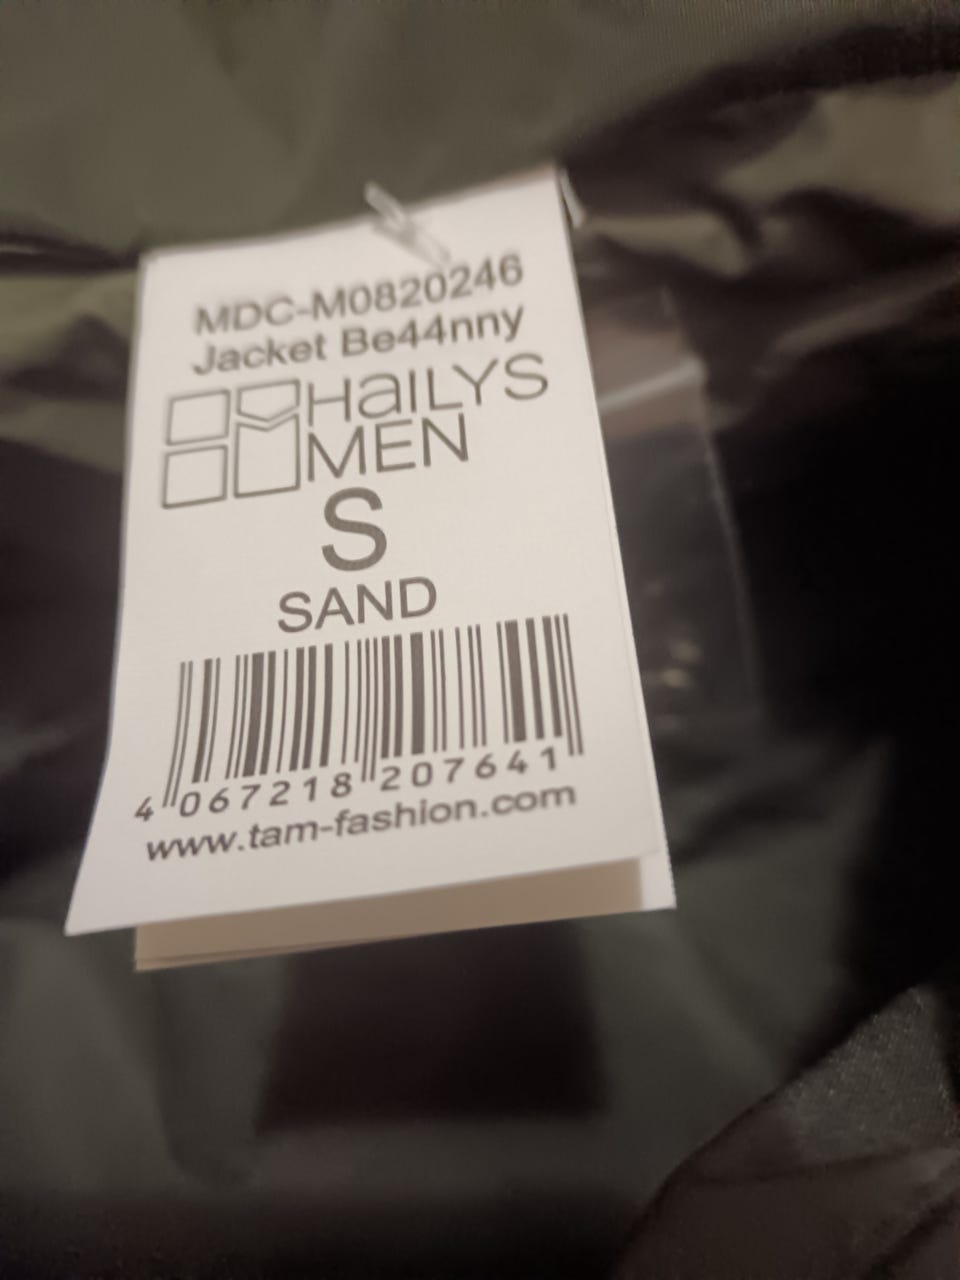 MDC-M0820246
Jacket Be44nny
HaILYS
MEN
S
SAND
4 067218 207641
www.tam-fashion.com